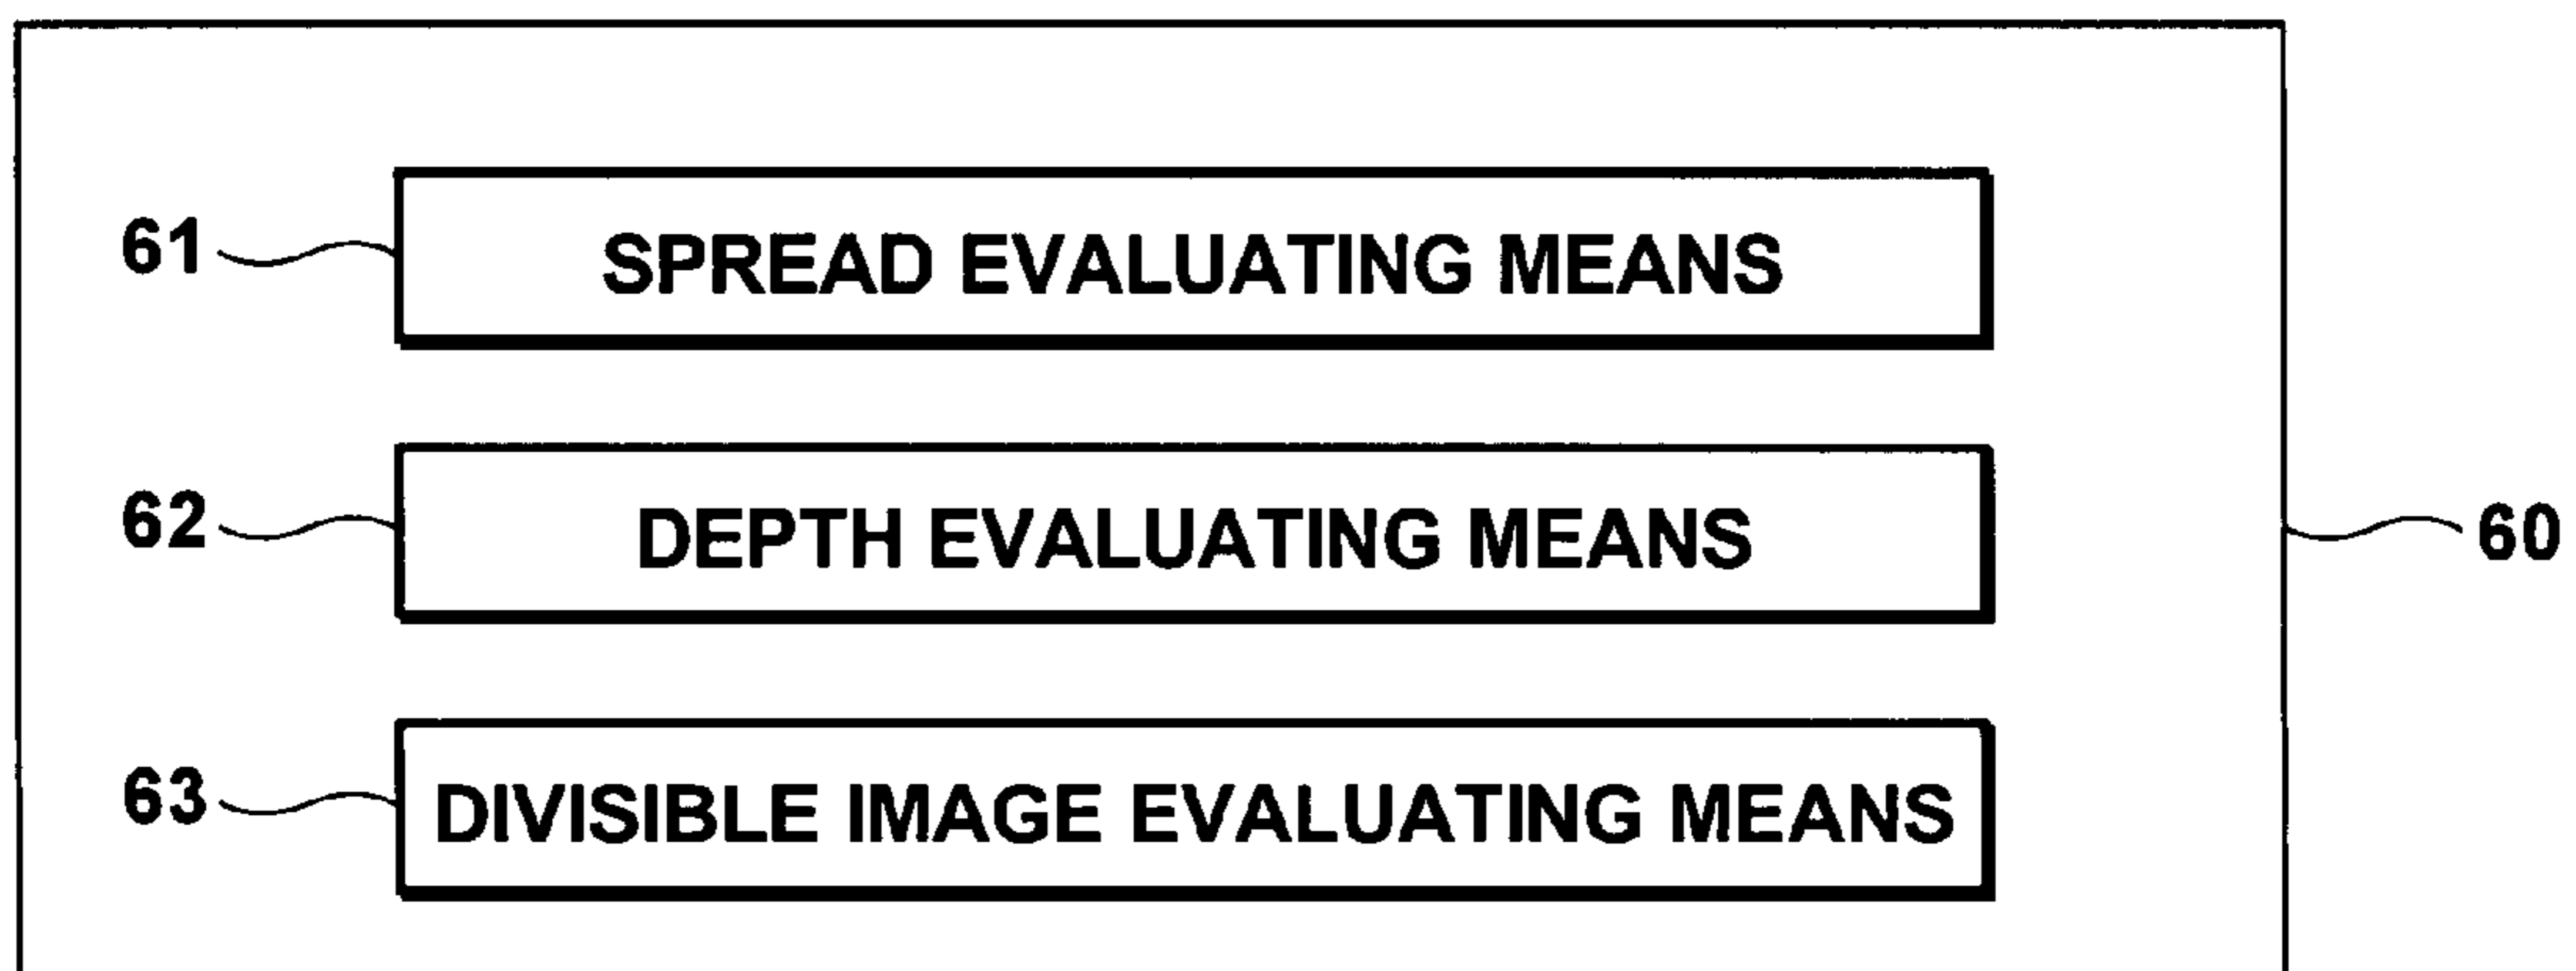 61 SPREAD EVALUATING MEANS
62 DEPTH EVALUATING MEANS
60
63 DIVISIBLE IMAGE EVALUATING MEANS